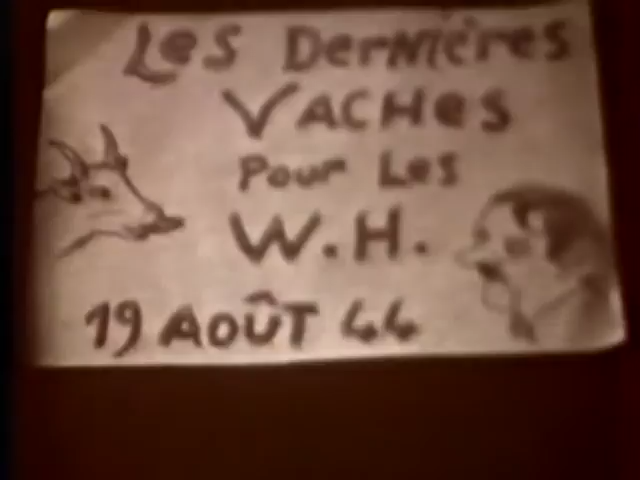 Les Dernières
VACHes
Pour Les
W.H.
19 AOÛT 44